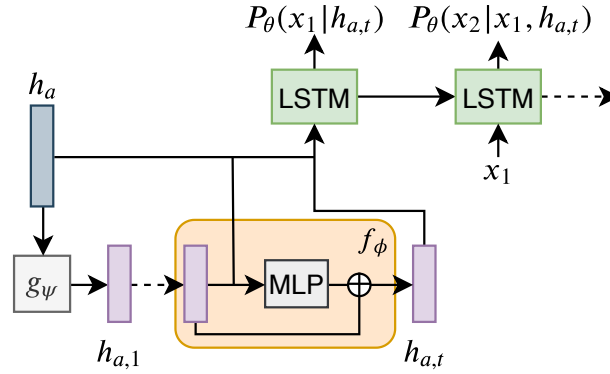 P_θ(x_1|h_{a,t})
P_θ(x_2|x_1, h_{a,t})
h_a
LSTM
LSTM
x_1
f_ϕ
g_ψ
MLP
h_{a,1}
h_{a,t}